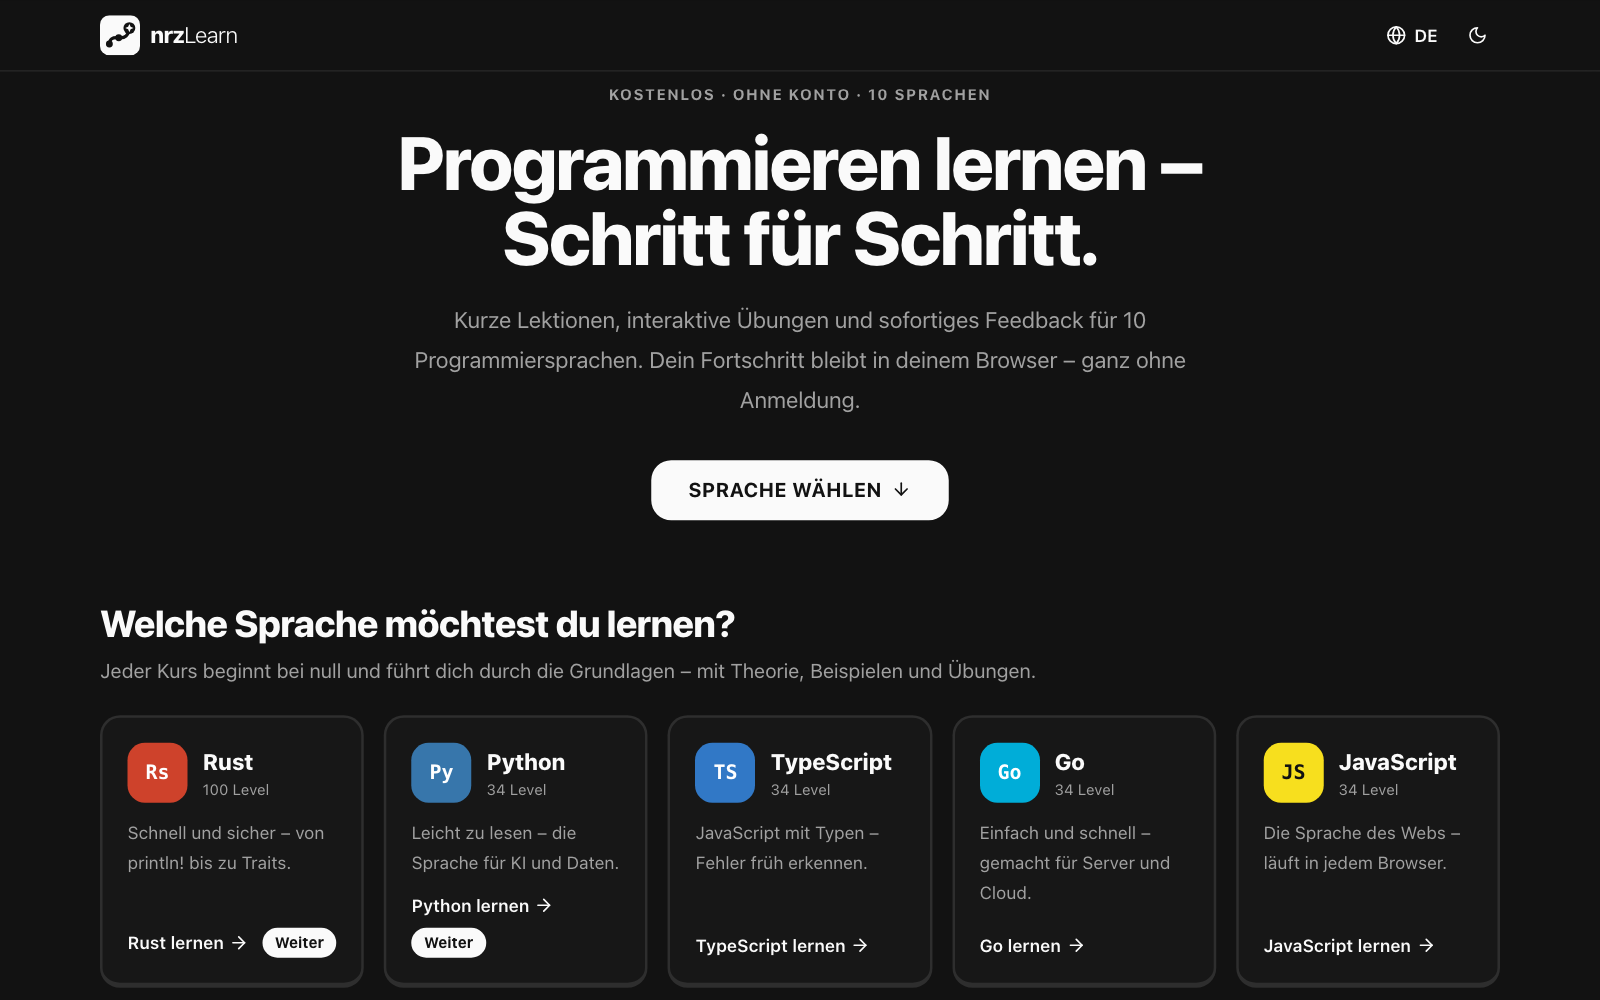 nrzLearn
DE
KOSTENLOS · OHNE KONTO · 10 SPRACHEN
Programmieren lernen –
Schritt für Schritt.
Kurze Lektionen, interaktive Übungen und sofortiges Feedback für 10
Programmiersprachen. Dein Fortschritt bleibt in deinem Browser – ganz ohne
Anmeldung.
SPRACHE WÄHLEN ↓
Welche Sprache möchtest du lernen?
Jeder Kurs beginnt bei null und führt dich durch die Grundlagen – mit Theorie, Beispielen und Übungen.
Rs
Rust
100 Level
Schnell und sicher – von
println! bis zu Traits.
Rust lernen →
Weiter
Py
Python
34 Level
Leicht zu lesen – die
Sprache für KI und Daten.
Python lernen →
Weiter
TS
TypeScript
34 Level
JavaScript mit Typen –
Fehler früh erkennen.
TypeScript lernen →
Go
Go
34 Level
Einfach und schnell –
gemacht für Server und
Cloud.
Go lernen →
JS
JavaScript
34 Level
Die Sprache des Webs –
läuft in jedem Browser.
JavaScript lernen →